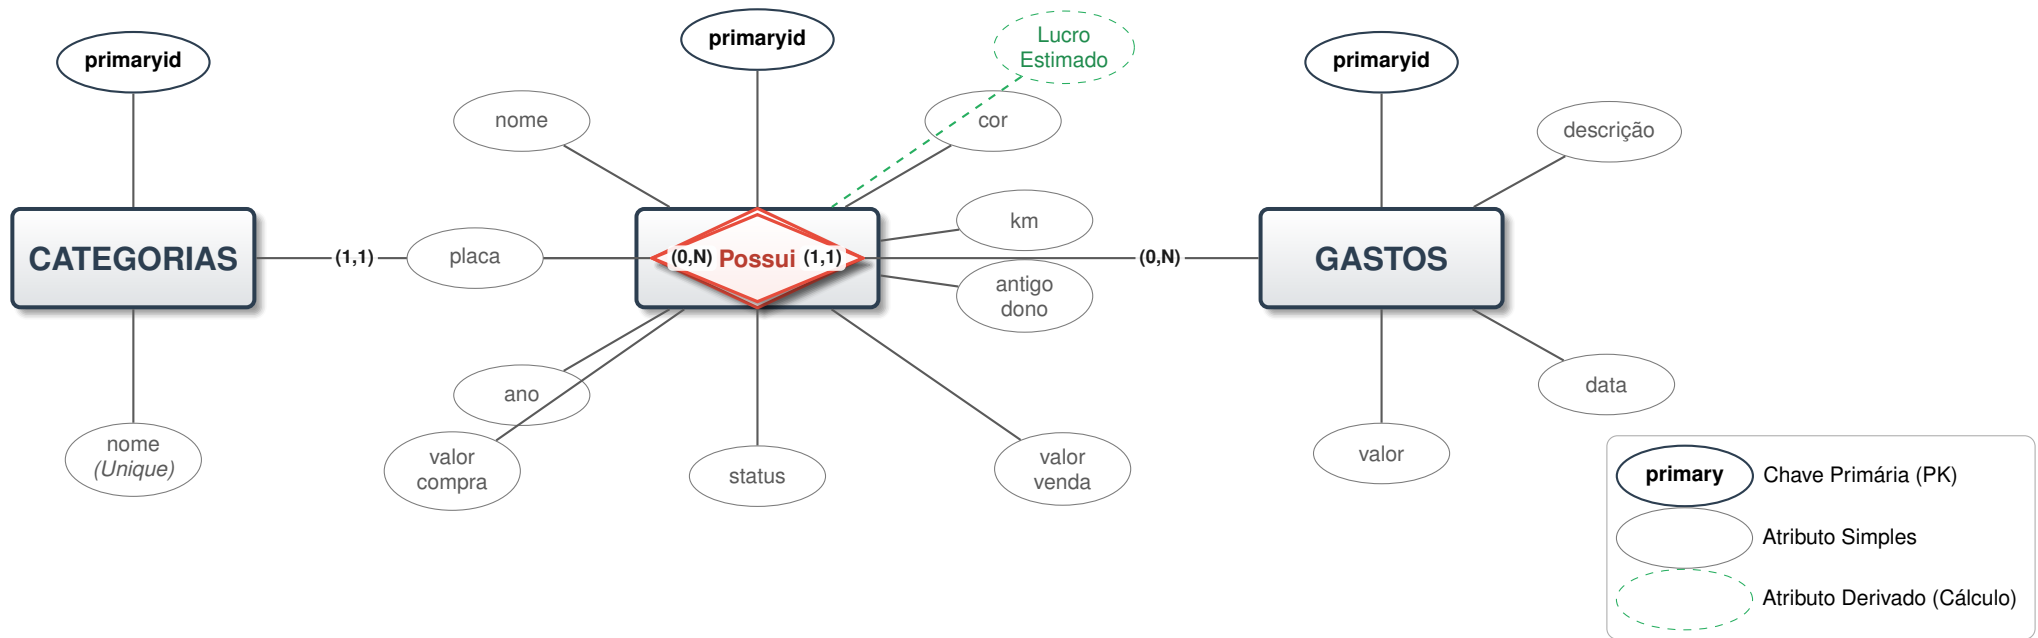 primaryid
primaryid
Lucro
Estimado
primaryid
nome
cor
descrição
km
CATEGORIAS
(1,1)
placa
(0,N) Possui (1,1)
(0,N)
GASTOS
antigo
dono
ano
data
nome
(Unique)
valor
compra
status
valor
venda
valor
primary Chave Primária (PK)
Atributo Simples
Atributo Derivado (Cálculo)